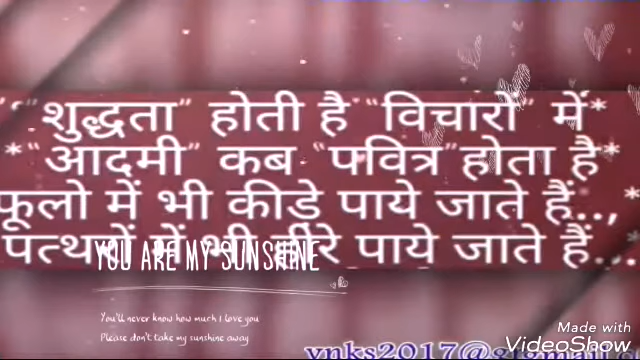 "“शुद्धता" होती है "“विचारों" में*
*“आदमी” कब “पवित्र” होता है*
फूलो में भी कीड़े पाये जाते हैं..,*
पत्थरों में भी हीरे पाये जाते हैं...
YOU ARE MY SUNSHINE
You'll never know how much I love you
Please don't take my sunshine away
Made with
VideoShow